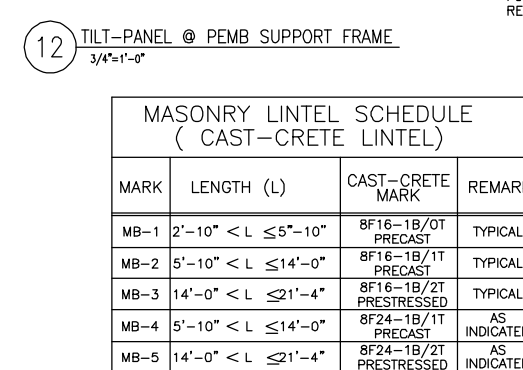 RE
12 TILT-PANEL @ PEMB SUPPORT FRAME
3/4"=1'-0"
MASONRY LINTEL SCHEDULE
( CAST-CRETE LINTEL)
MARK LENGTH (L) CAST-CRETE MARK REMAR
MB-1 2'-10" < L ≤5"-10" 8F16-1B/0T PRECAST TYPICAL
MB-2 5'-10" < L ≤14'-0" 8F16-1B/1T PRECAST TYPICAL
MB-3 14'-0" < L ≤21'-4" 8F16-1B/2T PRESTRESSED TYPICAL
MB-4 5'-10" < L ≤14'-0" 8F24-1B/1T PRECAST AS INDICATE
MB-5 14'-0" < L ≤21'-4" 8F24-1B/2T PRESTRESSED AS INDICATE